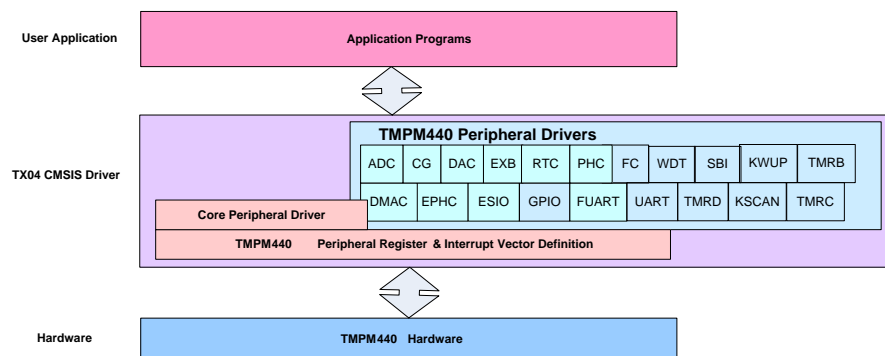 User Application
Application Programs
TMPM440 Peripheral Drivers
ADC CG DAC EXB RTC PHC FC WDT SBI KWUP TMRB
TX04 CMSIS Driver
DMAC EPHC ESIO GPIO FUART UART TMRD KSCAN TMRC
Core Peripheral Driver
TMPM440 Peripheral Register & Interrupt Vector Definition
Hardware
TMPM440 Hardware